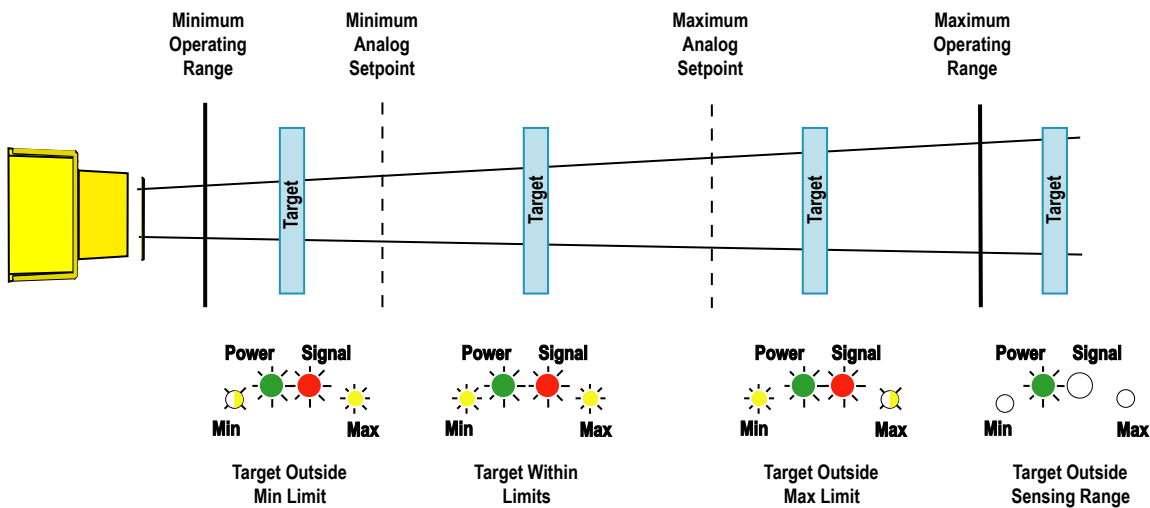 Minimum
Operating
Range
Minimum
Analog
Setpoint
Maximum
Analog
Setpoint
Maximum
Operating
Range
Target
Target
Target
Target
Power Signal
Min Max
Target Outside
Min Limit
Power Signal
Min Max
Target Within
Limits
Power Signal
Min Max
Target Outside
Max Limit
Power Signal
Min Max
Target Outside
Sensing Range